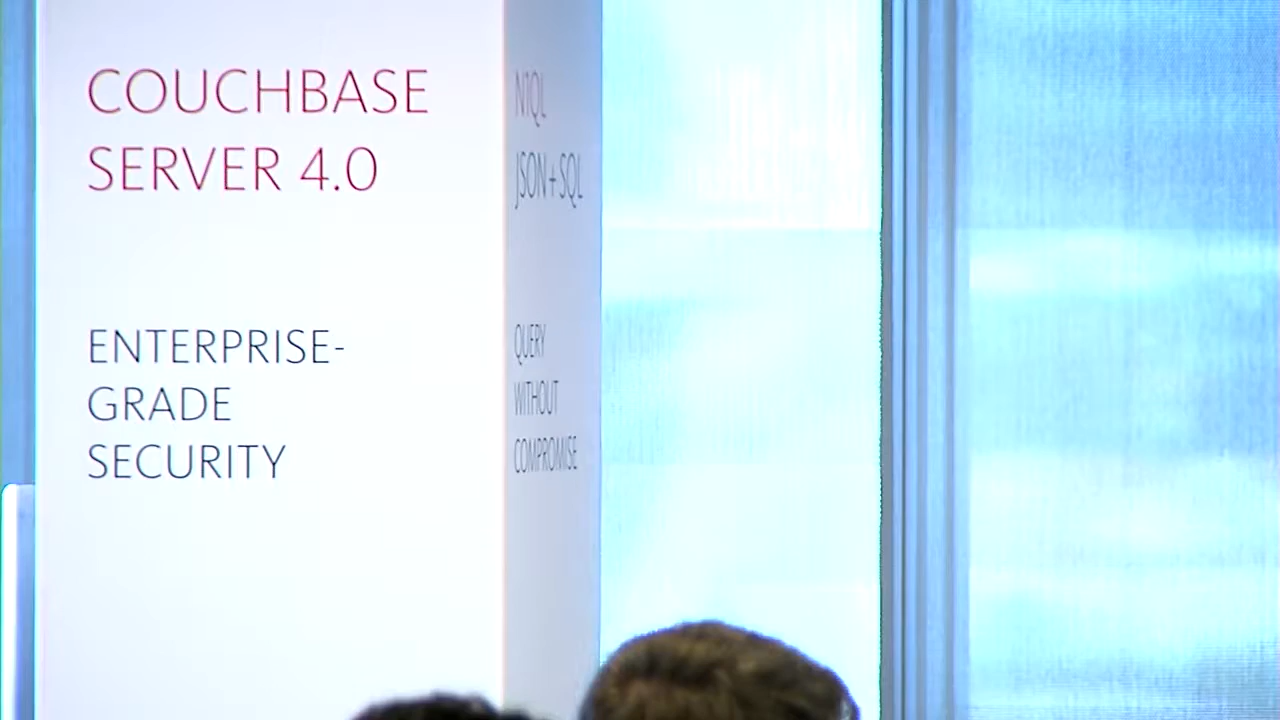 COUCHBASE
SERVER 4.0
ENTERPRISE-
GRADE
SECURITY
N1QL
JSON+SQL
QUERY
WITHOUT
COMPROMISE